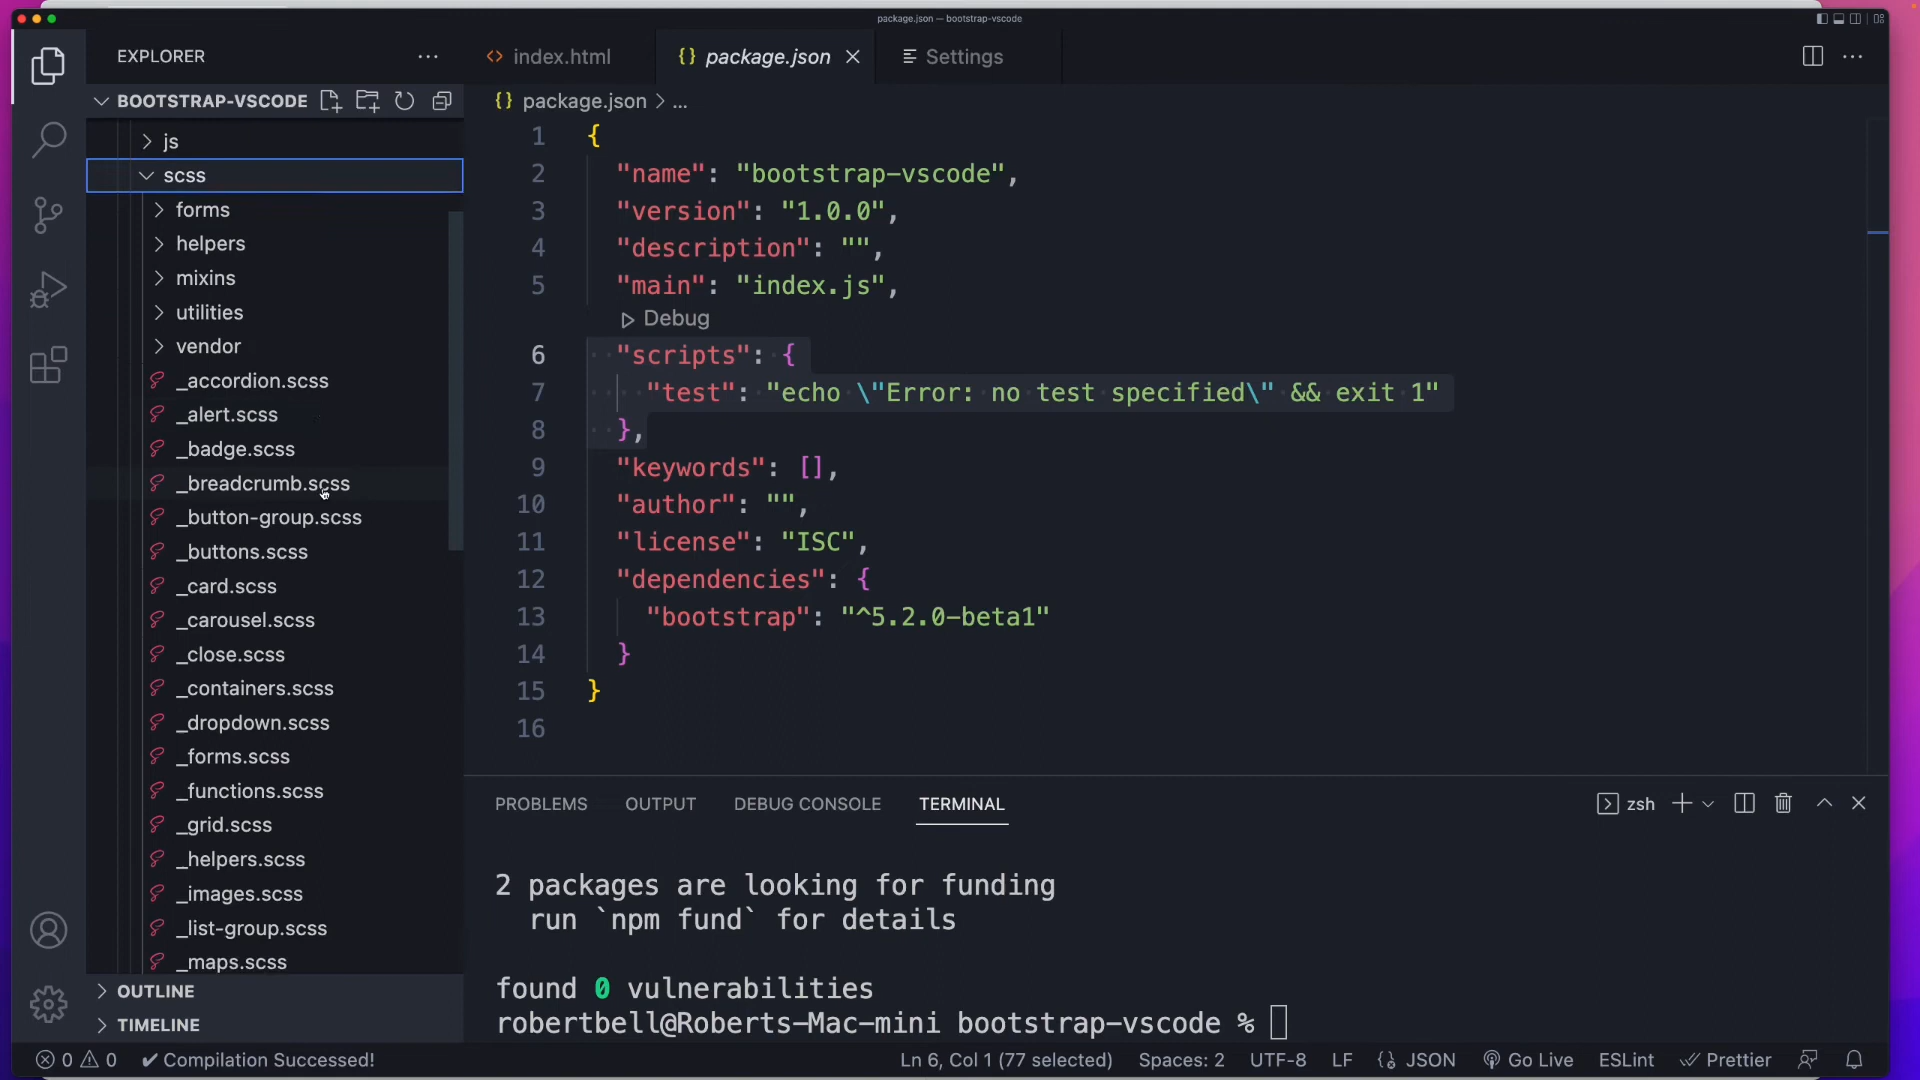 package.json — bootstrap-vscode
EXPLORER
index.html
package.json
Settings
BOOTSTRAP-VSCODE
package.json > ...
js
scss
forms
helpers
mixins
utilities
vendor
_accordion.scss
_alert.scss
_badge.scss
_breadcrumb.scss
_button-group.scss
_buttons.scss
_card.scss
_carousel.scss
_close.scss
_containers.scss
_dropdown.scss
_forms.scss
_functions.scss
_grid.scss
_helpers.scss
_images.scss
_list-group.scss
_maps.scss
OUTLINE
TIMELINE
1 {
2 "name": "bootstrap-vscode",
3 "version": "1.0.0",
4 "description": "",
5 "main": "index.js",
Debug
6 "scripts": {
7 "test": "echo \"Error: no test specified\" && exit 1"
8 },
9 "keywords": [],
10 "author": "",
11 "license": "ISC",
12 "dependencies": {
13 "bootstrap": "^5.2.0-beta1"
14 }
15 }
16
PROBLEMS OUTPUT DEBUG CONSOLE TERMINAL
zsh
2 packages are looking for funding
run `npm fund` for details
found 0 vulnerabilities
robertbell@Roberts-Mac-mini bootstrap-vscode %
0 0 Compilation Successed!
Ln 6, Col 1 (77 selected) Spaces: 2 UTF-8 LF {} JSON Go Live ESLint Prettier